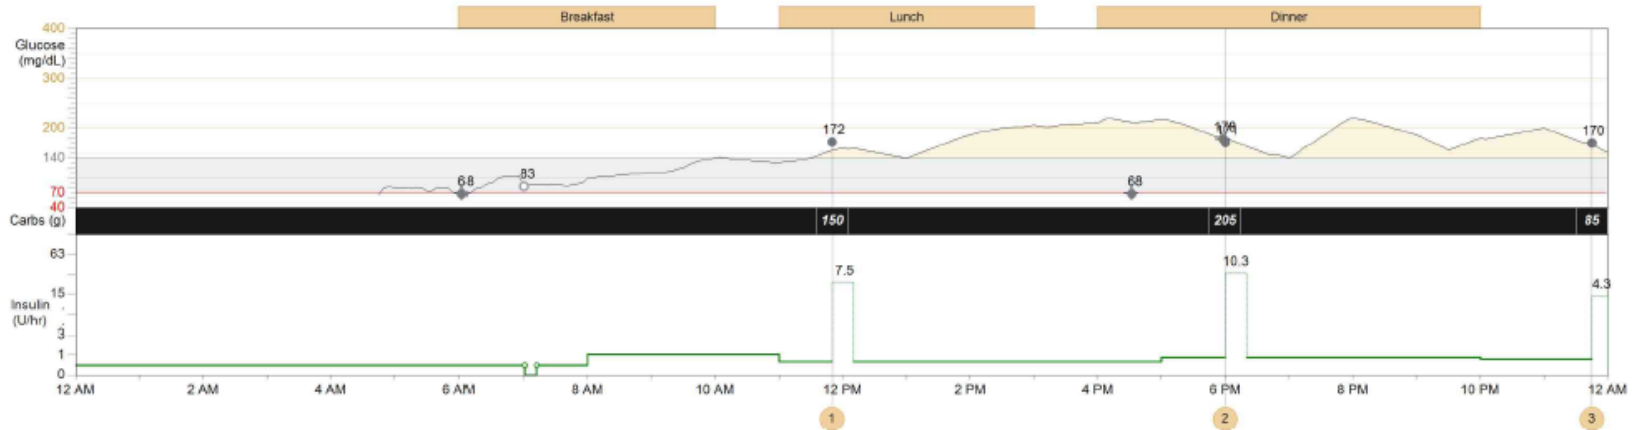 Breakfast Lunch Dinner
400
Glucose
(mg/dL)
300
200
140
70
40
68 83 172 68 170
Carbs (g) 150 205 85
63
15
Insulin
(U/hr)
3
1
0
7.5 10.3 4.3
12 AM 2 AM 4 AM 6 AM 8 AM 10 AM 12 PM 2 PM 4 PM 6 PM 8 PM 10 PM 12 AM
1 2 3